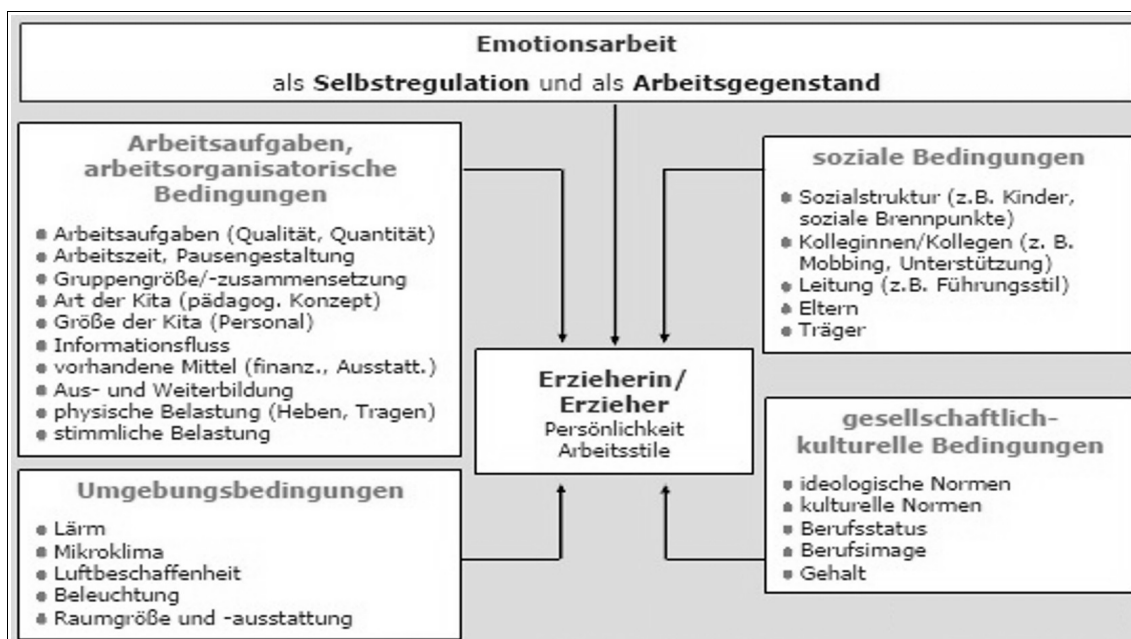 Emotionsarbeit
als Selbstregulation und als Arbeitsgegenstand
Arbeitsaufgaben,
arbeitsorganisatorische
Bedingungen
● Arbeitsaufgaben (Qualität, Quantität)
● Arbeitszeit, Pausengestaltung
● Gruppengröße/-zusammensetzung
● Art der Kita (pädagog. Konzept)
● Größe der Kita (Personal)
● Informationsfluss
● vorhandene Mittel (finanz., Ausstatt.)
● Aus- und Weiterbildung
● physische Belastung (Heben, Tragen)
● stimmliche Belastung
soziale Bedingungen
● Sozialstruktur (z.B. Kinder,
soziale Brennpunkte)
● Kolleginnen/Kollegen (z. B.
Mobbing, Unterstützung)
● Leitung (z.B. Führungsstil)
● Eltern
● Träger
Erzieherin/
Erzieher
Persönlichkeit
Arbeitsstile
Umgebungsbedingungen
● Lärm
● Mikroklima
● Luftbeschaffenheit
● Beleuchtung
● Raumgröße und -ausstattung
gesellschaftlich-
kulturelle Bedingungen
● ideologische Normen
● kulturelle Normen
● Berufsstatus
● Berufsimage
● Gehalt